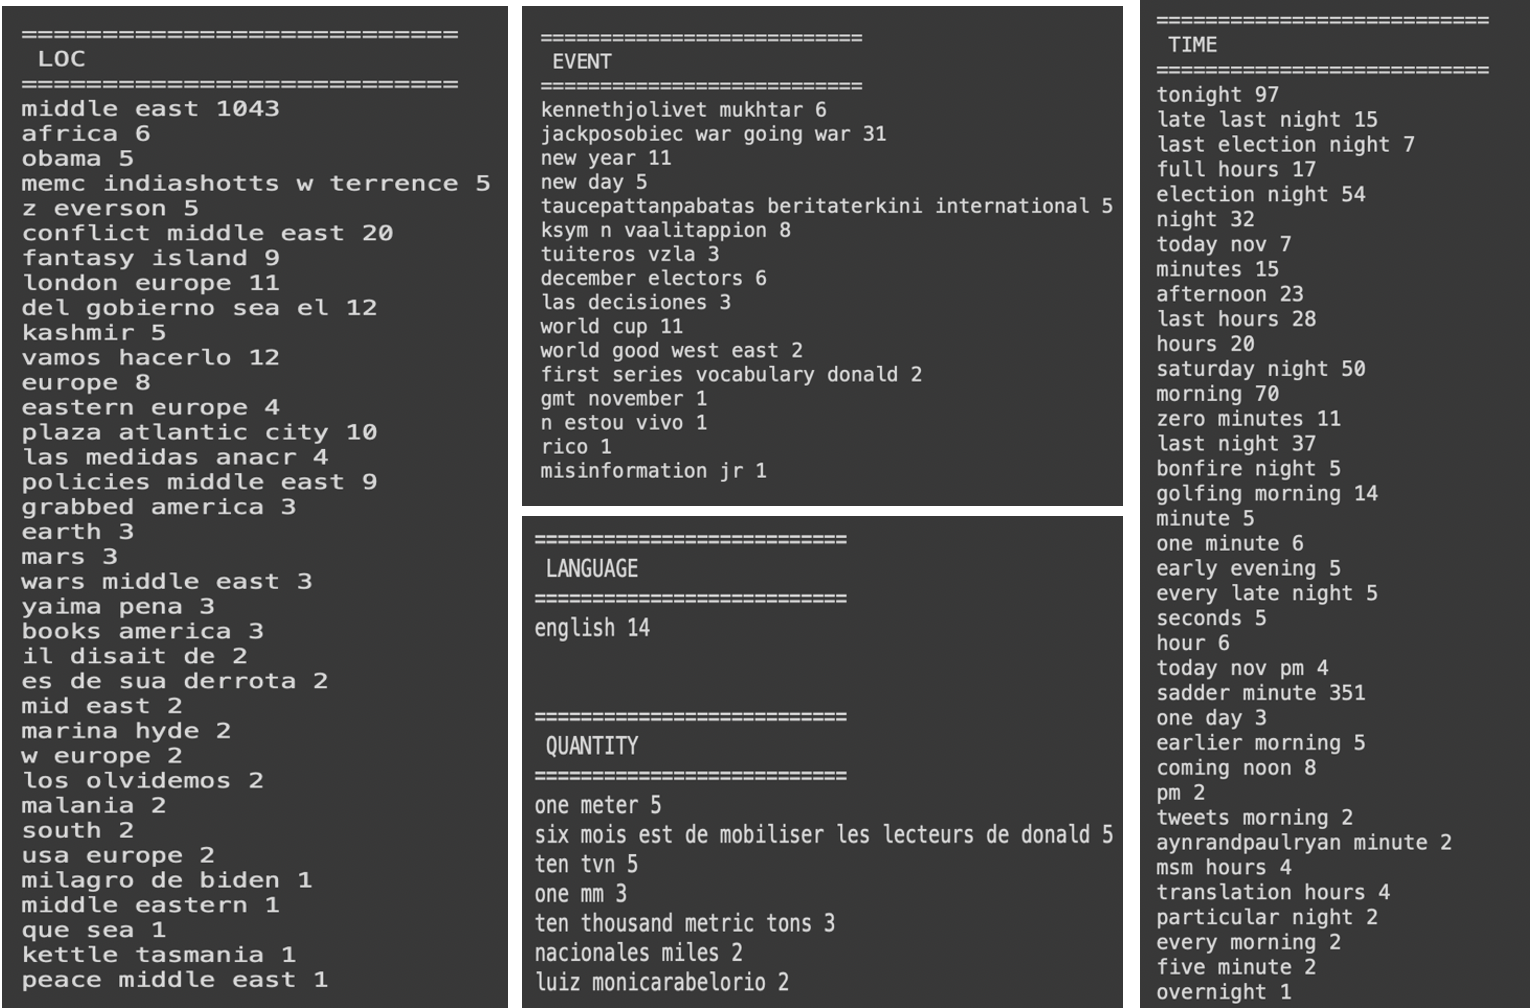 ===========================
LOC
===========================
middle east 1043
africa 6
obama 5
memc indiashotts w terrence 5
z everson 5
conflict middle east 20
fantasy island 9
london europe 11
del gobierno sea el 12
kashmir 5
vamos hacerlo 12
europe 8
eastern europe 4
plaza atlantic city 10
las medidas anacr 4
policies middle east 9
grabbed america 3
earth 3
mars 3
wars middle east 3
yaima pena 3
books america 3
il disait de 2
es de sua derrota 2
mid east 2
marina hyde 2
w europe 2
los olvidemos 2
malania 2
south 2
usa europe 2
milagro de biden 1
middle eastern 1
que sea 1
kettle tasmania 1
peace middle east 1
===========================
EVENT
===========================
kennethjolivet mukhtar 6
jackposobiec war going war 31
new year 11
new day 5
taucepattanpabatas beritaterkini international 5
ksym n vaalitappion 8
tuiteros vzla 3
december electors 6
las decisiones 3
world cup 11
world good west east 2
first series vocabulary donald 2
gmt november 1
n estou vivo 1
rico 1
misinformation jr 1
===========================
LANGUAGE
===========================
english 14
===========================
QUANTITY
===========================
one meter 5
six mois est de mobiliser les lecteurs de donald 5
ten tvn 5
one mm 3
ten thousand metric tons 3
nacionales miles 2
luiz monicarabelorio 2
===========================
TIME
===========================
tonight 97
late last night 15
last election night 7
full hours 17
election night 54
night 32
today nov 7
minutes 15
afternoon 23
last hours 28
hours 20
saturday night 50
morning 70
zero minutes 11
last night 37
bonfire night 5
golfing morning 14
minute 5
one minute 6
early evening 5
every late night 5
seconds 5
hour 6
today nov pm 4
sadder minute 351
one day 3
earlier morning 5
coming noon 8
pm 2
tweets morning 2
aynrandpaulryan minute 2
msm hours 4
translation hours 4
particular night 2
every morning 2
five minute 2
overnight 1